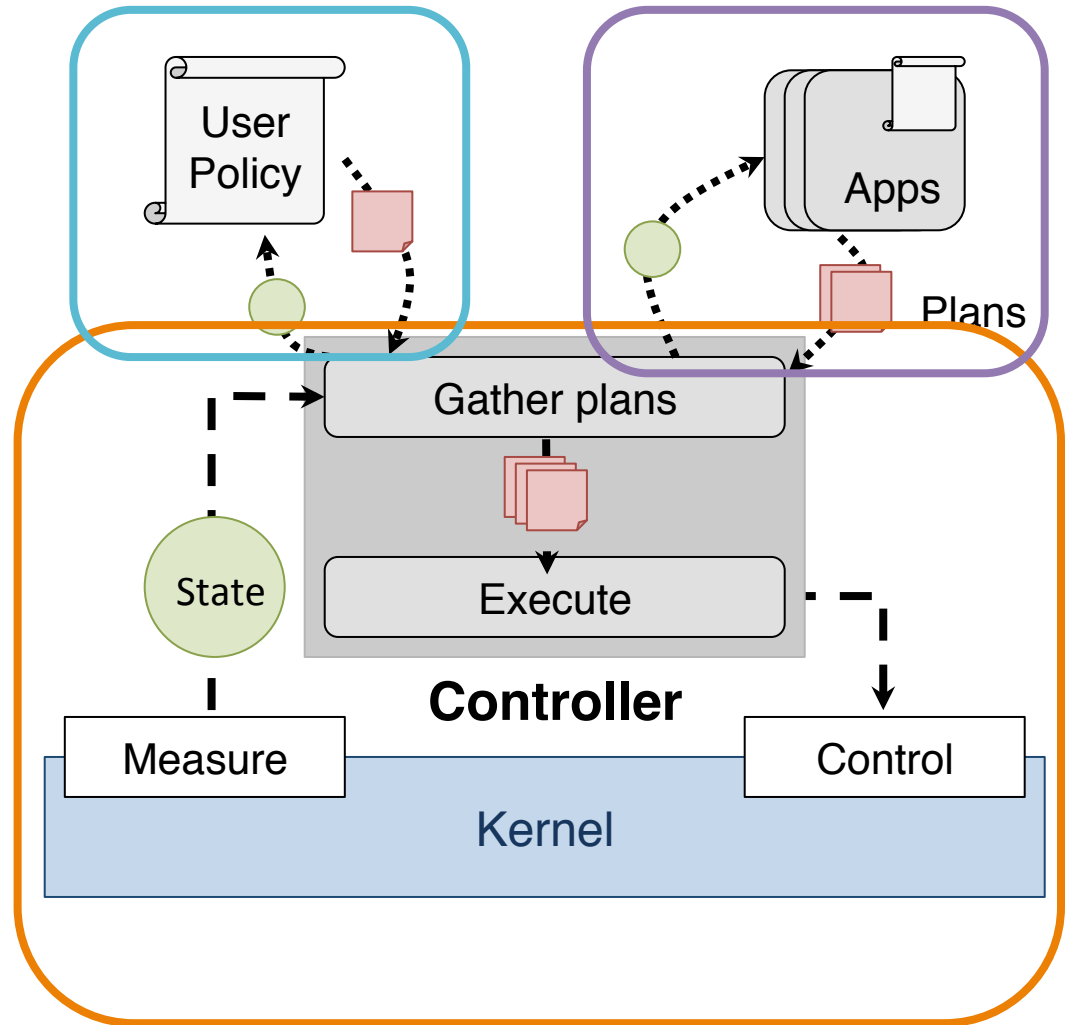 User
Policy
Apps
Plans
Gather plans
State
Execute
Controller
Measure
Control
Kernel